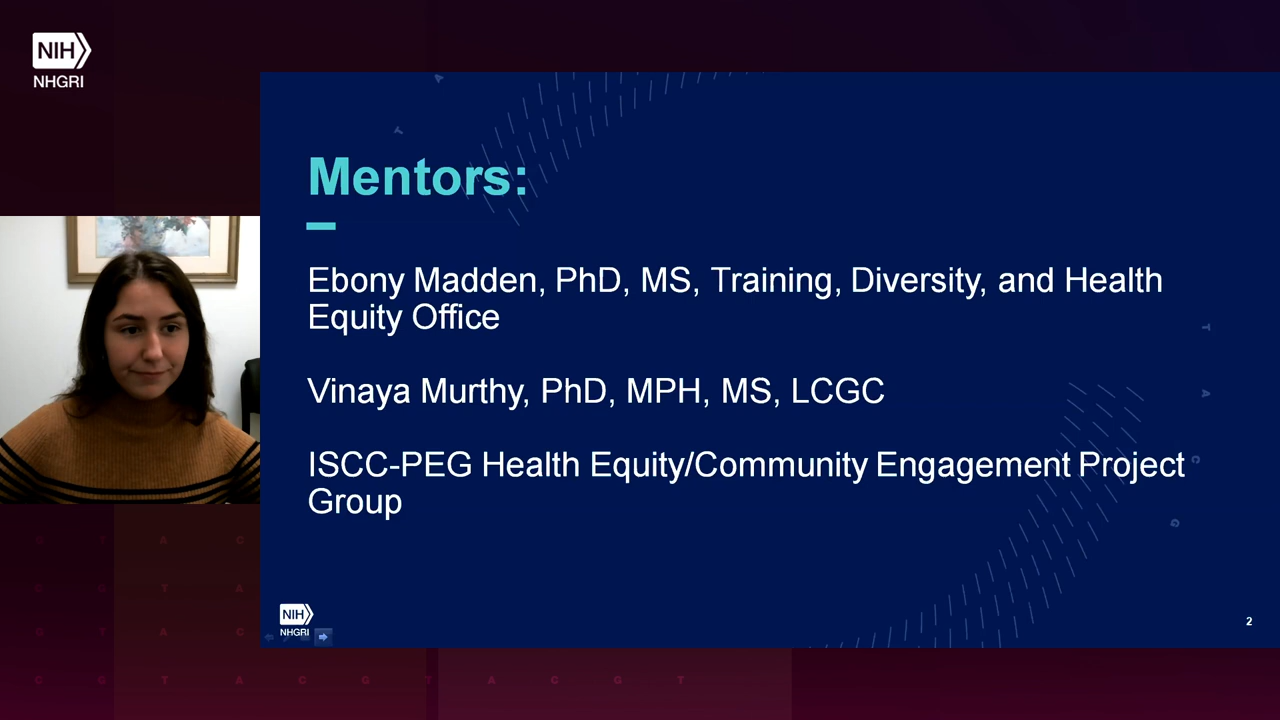 NIH
NHGRI
Mentors:
Ebony Madden, PhD, MS, Training, Diversity, and Health
Equity Office
Vinaya Murthy, PhD, MPH, MS, LCGC
ISCC-PEG Health Equity/Community Engagement Project
Group
NIH
NHGRI
2
A
T
T
A
C
G
G T A C
G G T A
G T A C
C G T A C G T A C G T